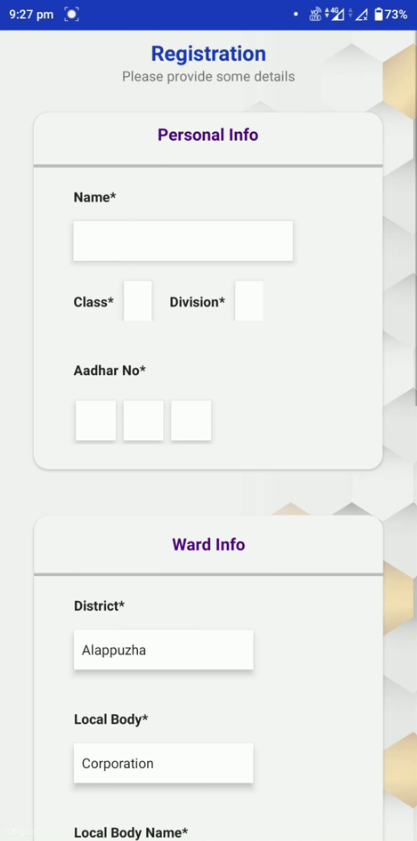 9:27 pm 4G 73%
Registration
Please provide some details
Personal Info
Name*
Class* Division*
Aadhar No*
Ward Info
District*
Alappuzha
Local Body*
Corporation
Local Body Name*